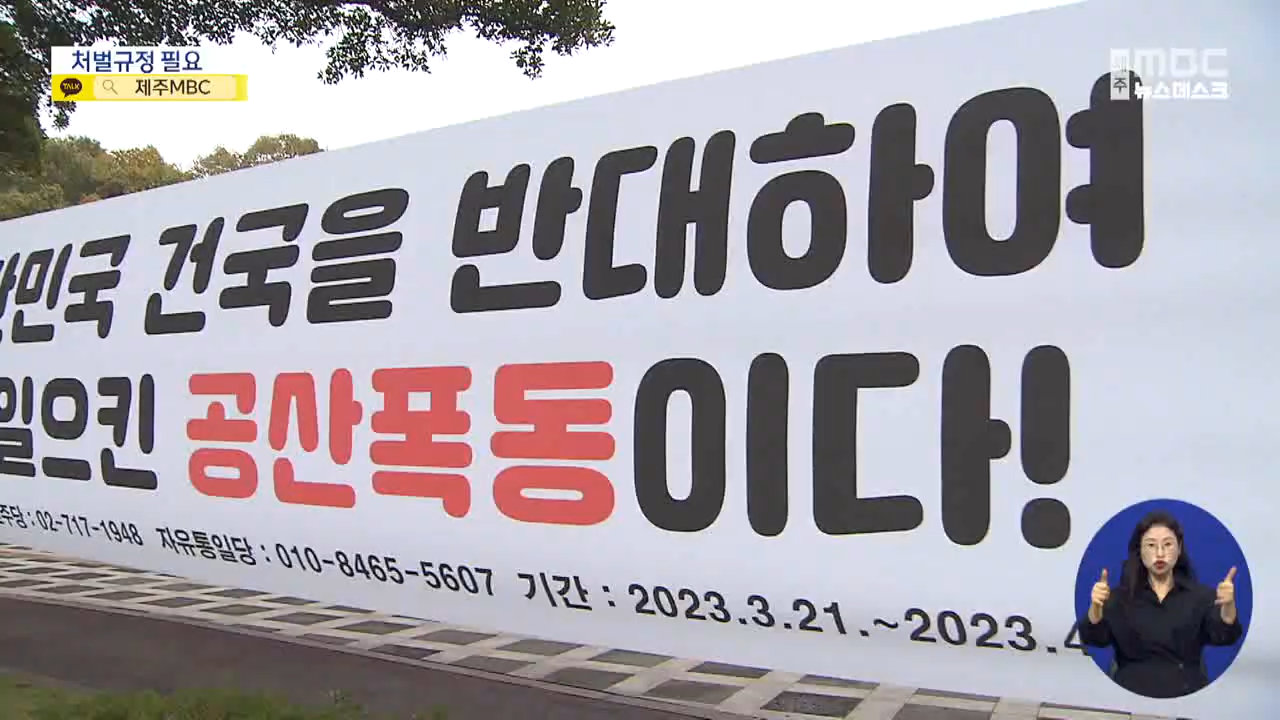 처벌규정 필요
TALK 제주MBC
제주 MBC
뉴스데스크
민국 건국을 반대하여
일으킨 공산폭동이다!
주당 : 02-717-1948 자유통일당 : 010-8465-5607 기간 : 2023.3.21.~2023.4